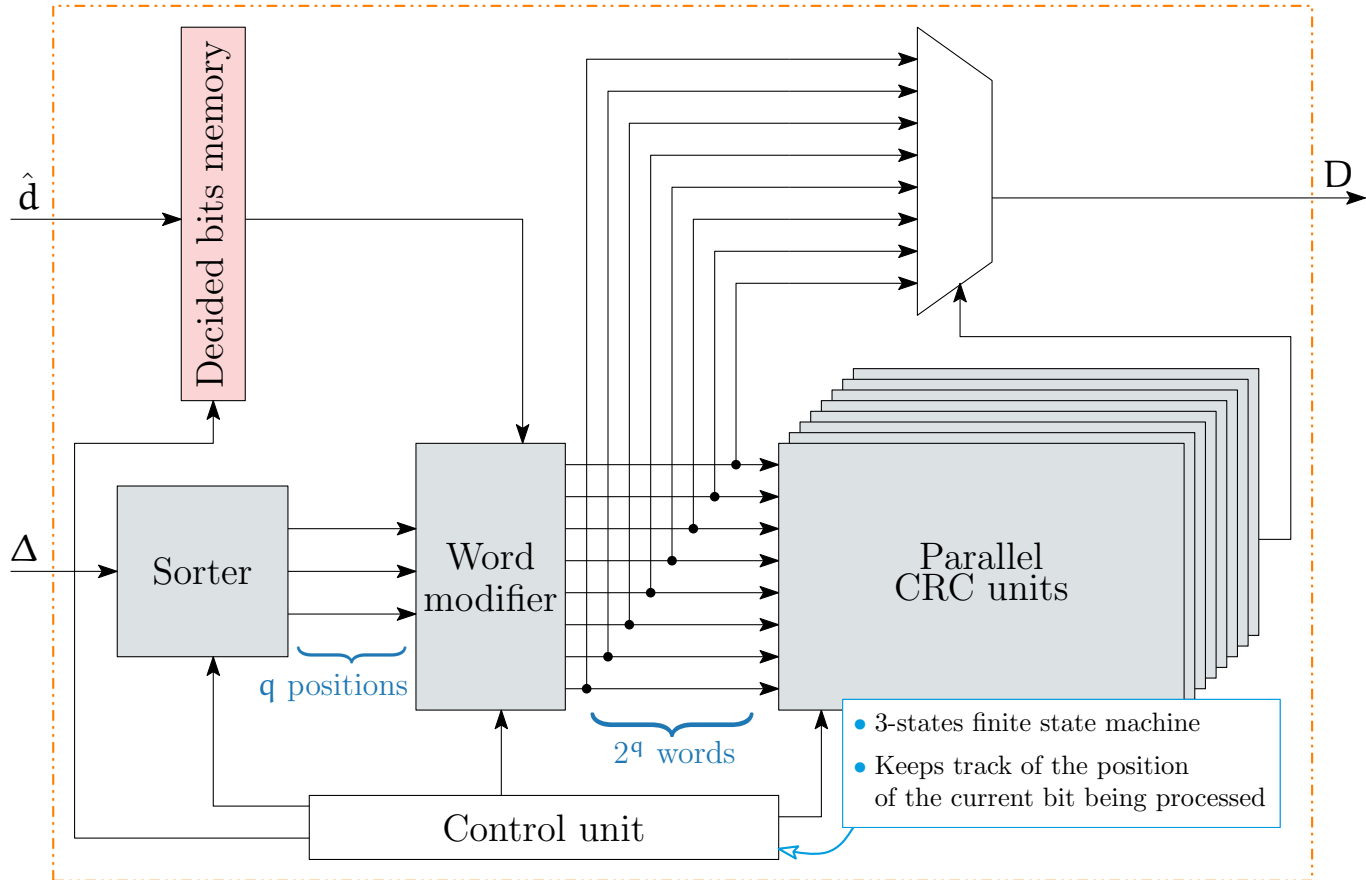 Decided bits memory
d̂
D
Δ
Sorter
Word
modifier
Parallel
CRC units
q positions
2^q words
Control unit
• 3-states finite state machine
• Keeps track of the position
of the current bit being processed